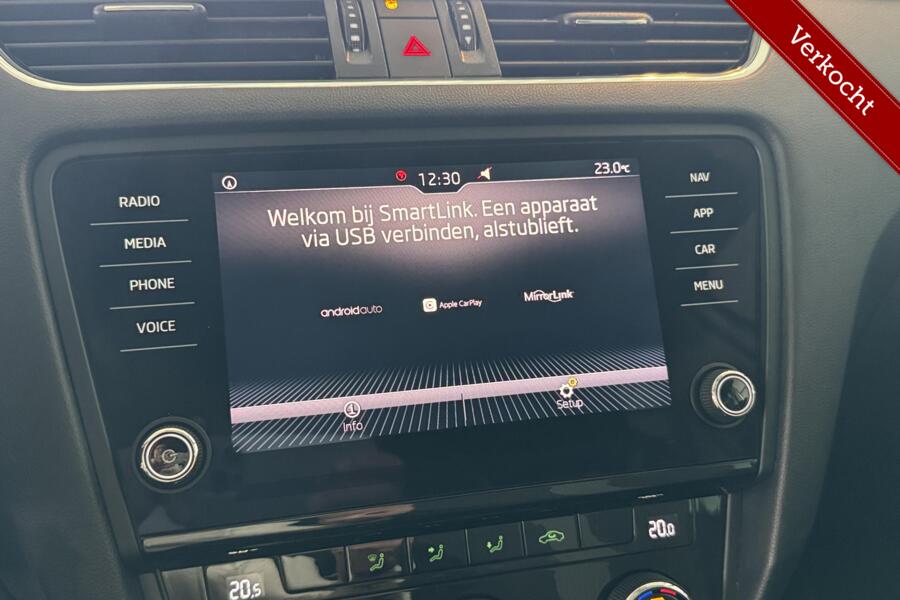 Verkocht
12:30
23.0°C
Welkom bij SmartLink. Een apparaat
via USB verbinden, alstublieft.
androidauto
Apple CarPlay
MirrorLink
Info
Setup
RADIO
MEDIA
PHONE
VOICE
NAV
APP
CAR
MENU
20.5
20.0